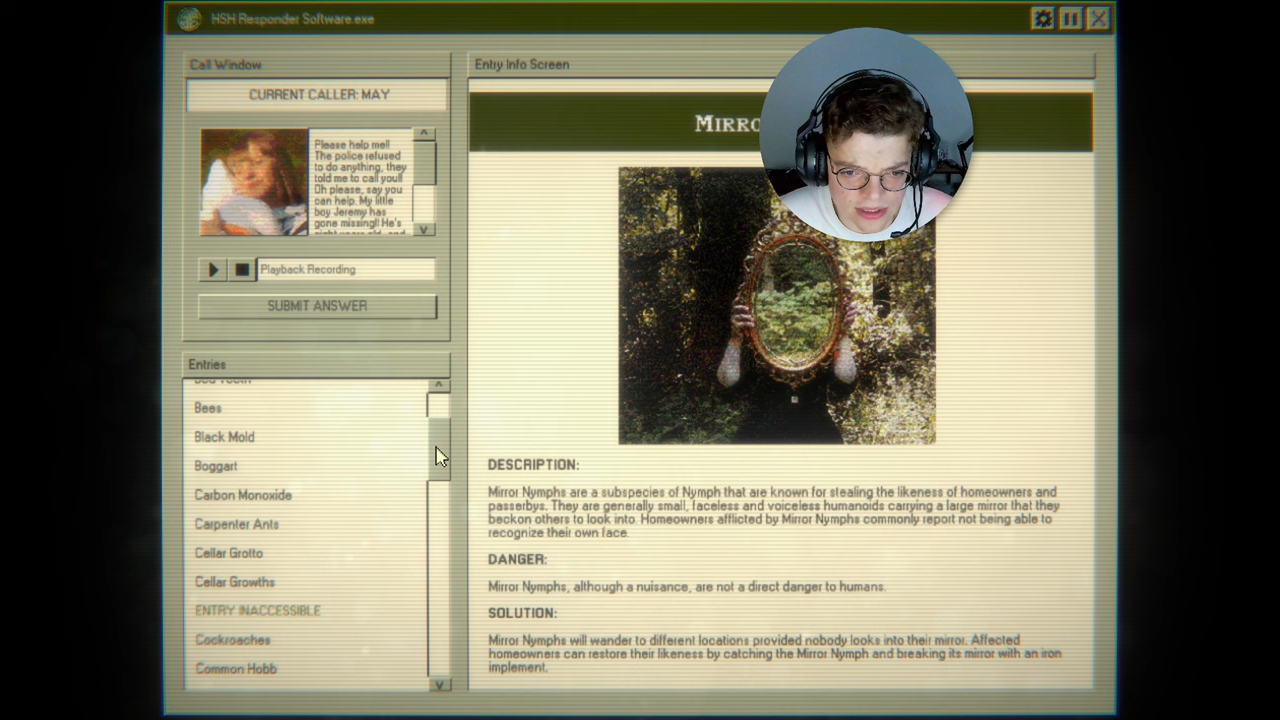 HSH Responder Software.exe
Call Window
CURRENT CALLER: MAY
Please help me!!
The police refused
to do anything, they
told me to call you!!
Oh please, say you
can help. My little
boy Jeremy has
gone missing!! He's
Playback Recording
SUBMIT ANSWER
Entries
Bees
Black Mold
Boggart
Carbon Monoxide
Carpenter Ants
Cellar Grotto
Cellar Growths
ENTRY INACCESSIBLE
Cockroaches
Common Hobb
Entry Info Screen
DESCRIPTION:
Mirror Nymphs are a subspecies of Nymph that are known for stealing the likeness of homeowners and
passerbys. They are generally small, faceless and voiceless humanoids carrying a large mirror that they
beckon others to look into. Homeowners afflicted by Mirror Nymphs commonly report not being able to
recognize their own face.
DANGER:
Mirror Nymphs, although a nuisance, are not a direct danger to humans.
SOLUTION:
Mirror Nymphs will wander to different locations provided nobody looks into their mirror. Affected
homeowners can restore their likeness by catching the Mirror Nymph and breaking its mirror with an iron
implement.